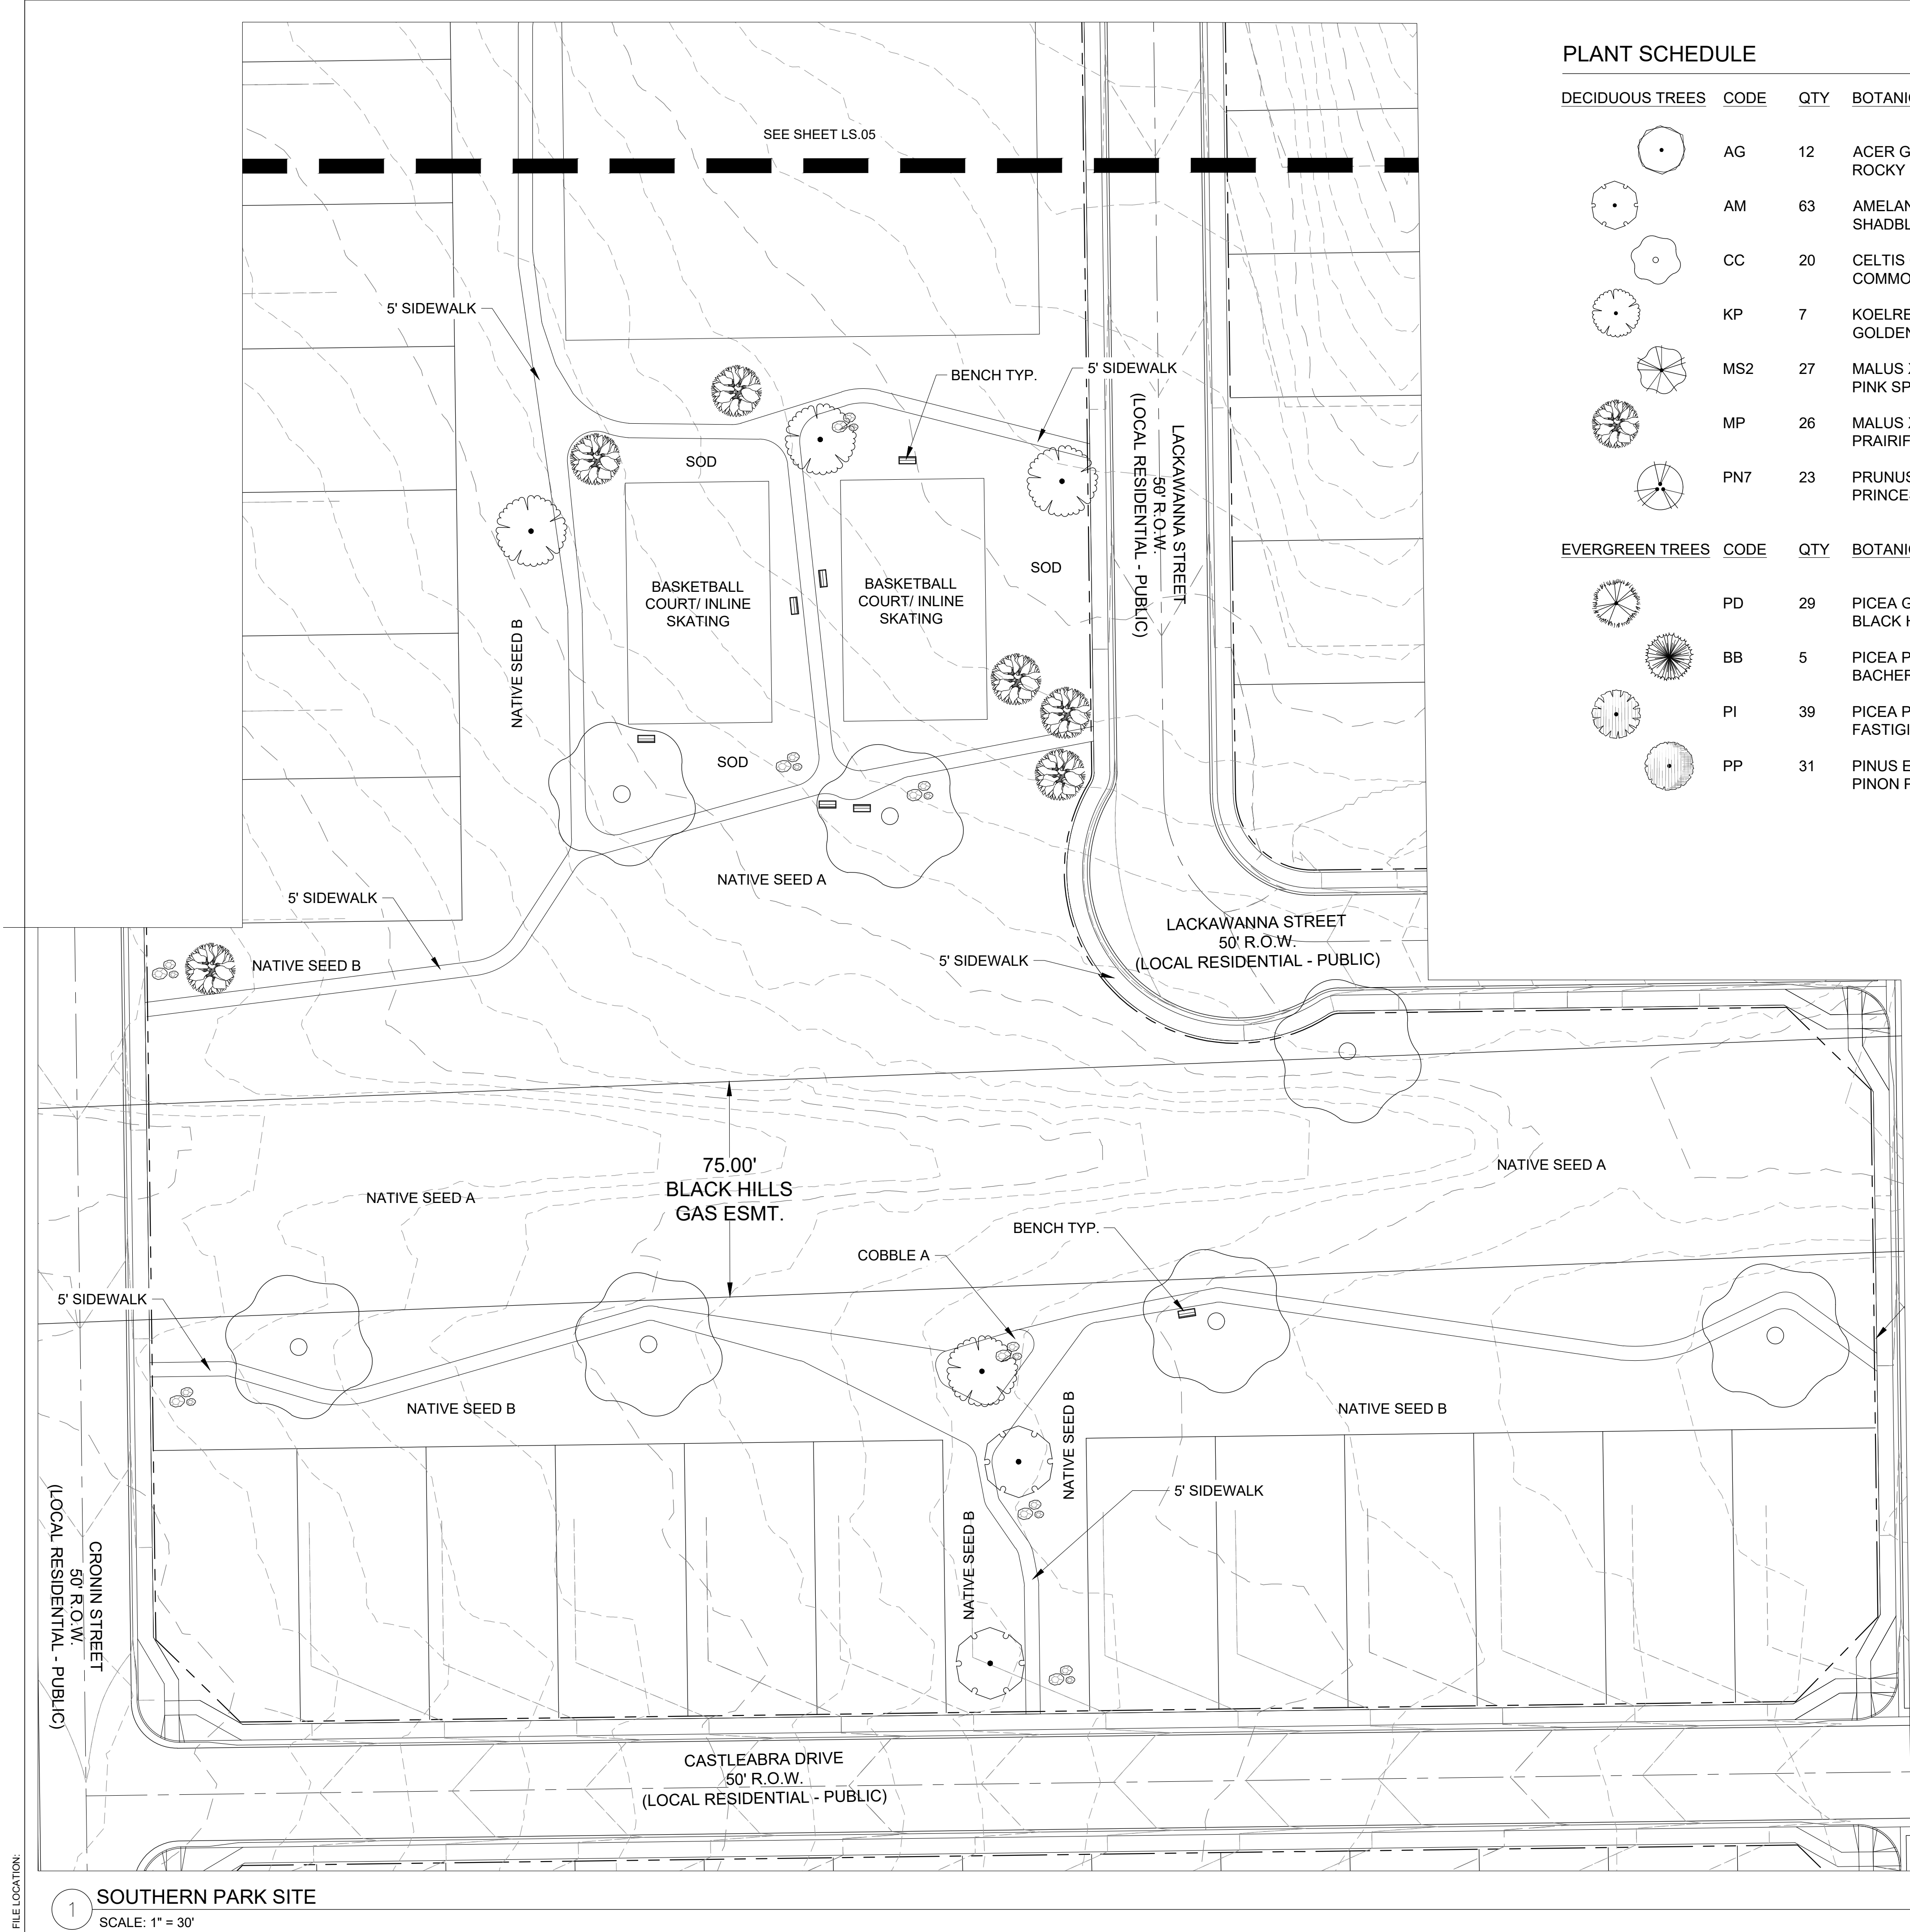 SEE SHEET LS.05
5' SIDEWALK
BENCH TYP.
5' SIDEWALK
SOD
LACKAWANNA STREET
50' R.O.W.
(LOCAL RESIDENTIAL - PUBLIC)
SOD
BASKETBALL
COURT/ INLINE
SKATING
BASKETBALL
COURT/ INLINE
SKATING
NATIVE SEED B
SOD
NATIVE SEED A
5' SIDEWALK
LACKAWANNA STREET
50' R.O.W.
(LOCAL RESIDENTIAL - PUBLIC)
NATIVE SEED B
5' SIDEWALK
75.00'
BLACK HILLS
GAS ESMT.
NATIVE SEED A
NATIVE SEED A
BENCH TYP.
COBBLE A
5' SIDEWALK
NATIVE SEED B
NATIVE SEED B
NATIVE SEED B
5' SIDEWALK
NATIVE SEED B
CRONIN STREET
50' R.O.W.
(LOCAL RESIDENTIAL - PUBLIC)
CASTLEABRA DRIVE
50' R.O.W.
(LOCAL RESIDENTIAL - PUBLIC)
PLANT SCHEDULE
DECIDUOUS TREES CODE QTY BOTANI
AG 12 ACER G
ROCKY
AM 63 AMELAN
SHADBL
CC 20 CELTIS
COMMO
KP 7 KOELRE
GOLDEN
MS2 27 MALUS X
PINK SP
MP 26 MALUS X
PRAIRIF
PN7 23 PRUNUS
PRINCE
EVERGREEN TREES CODE QTY BOTANI
PD 29 PICEA G
BLACK H
BB 5 PICEA P
BACHER
PI 39 PICEA P
FASTIGI
PP 31 PINUS E
PINON P
FILE LOCATION:
1 SOUTHERN PARK SITE
SCALE: 1" = 30'